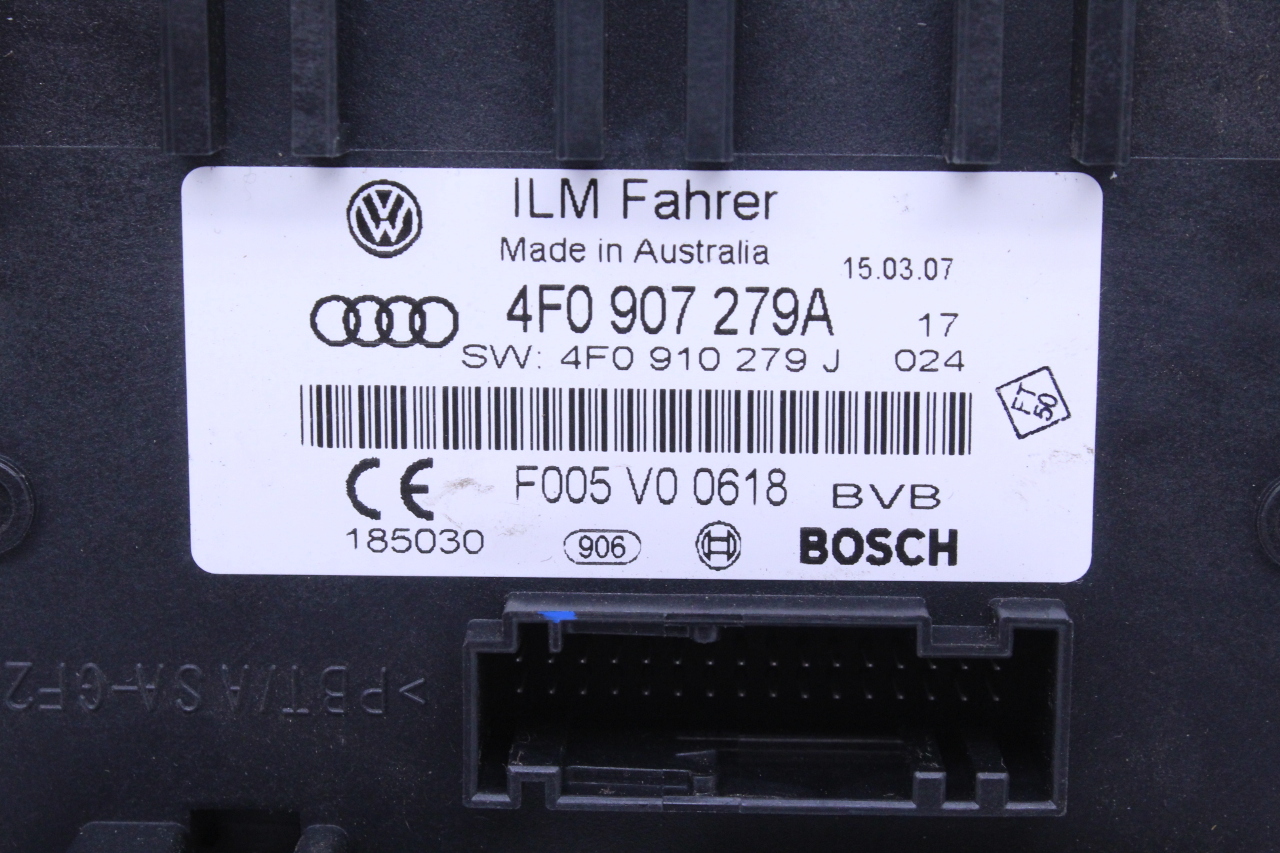 ILM Fahrer
Made in Australia
15.03.07
4F0 907 279A
17
SW: 4F0 910 279 J 024
FT
50
CE
F005 V0 0618 BVB
185030
906
BOSCH
>PBT/ASA-GF2